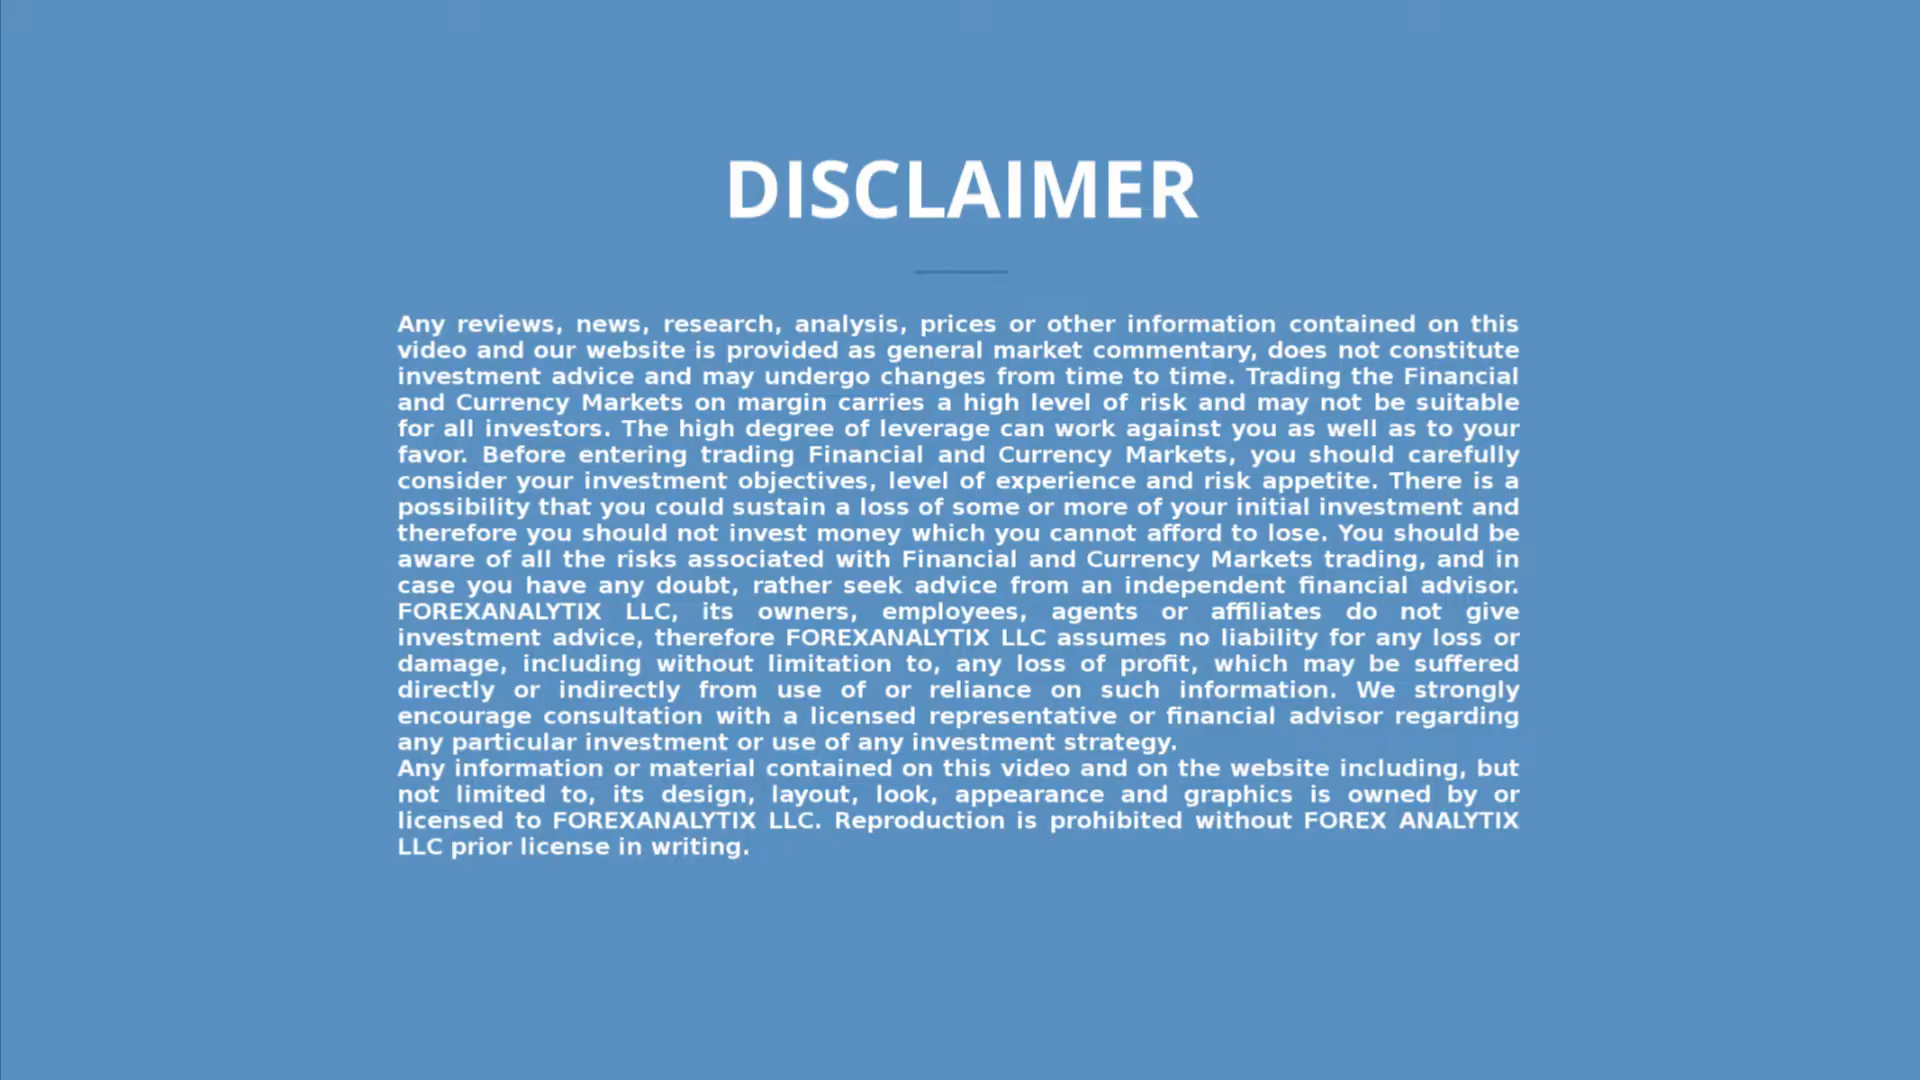 DISCLAIMER
Any reviews, news, research, analysis, prices or other information contained on this
video and our website is provided as general market commentary, does not constitute
investment advice and may undergo changes from time to time. Trading the Financial
and Currency Markets on margin carries a high level of risk and may not be suitable
for all investors. The high degree of leverage can work against you as well as to your
favor. Before entering trading Financial and Currency Markets, you should carefully
consider your investment objectives, level of experience and risk appetite. There is a
possibility that you could sustain a loss of some or more of your initial investment and
therefore you should not invest money which you cannot afford to lose. You should be
aware of all the risks associated with Financial and Currency Markets trading, and in
case you have any doubt, rather seek advice from an independent financial advisor.
FOREXANALYTIX LLC, its owners, employees, agents or affiliates do not give
investment advice, therefore FOREXANALYTIX LLC assumes no liability for any loss or
damage, including without limitation to, any loss of profit, which may be suffered
directly or indirectly from use of or reliance on such information. We strongly
encourage consultation with a licensed representative or financial advisor regarding
any particular investment or use of any investment strategy.
Any information or material contained on this video and on the website including, but
not limited to, its design, layout, look, appearance and graphics is owned by or
licensed to FOREXANALYTIX LLC. Reproduction is prohibited without FOREX ANALYTIX
LLC prior license in writing.